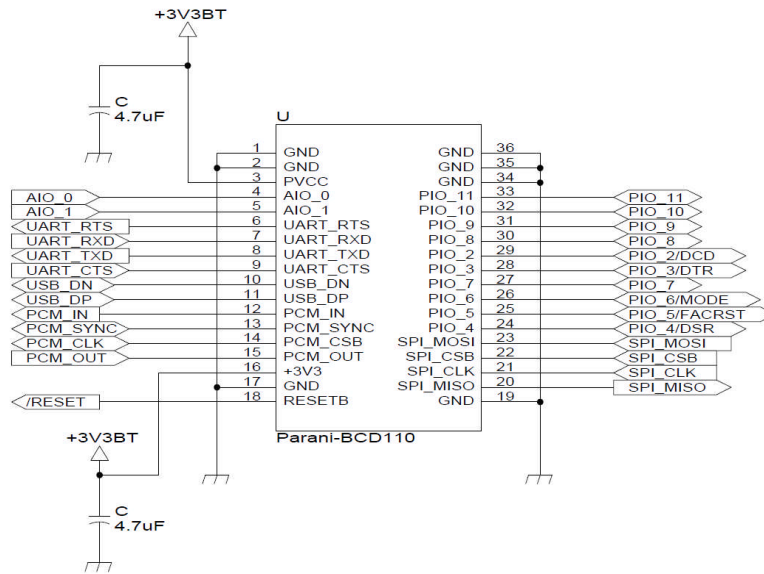 +3V3BT
C
4.7uF
U
1 GND GND 36
2 GND GND 35
3 PVCC GND 34
AIO_0 4 AIO_0 PIO_11 33 PIO_11
AIO_1 5 AIO_1 PIO_10 32 PIO_10
UART_RTS 6 UART_RTS PIO_9 31 PIO_9
UART_RXD 7 UART_RXD PIO_8 30 PIO_8
UART_TXD 8 UART_TXD PIO_2 29 PIO_2/DCD
UART_CTS 9 UART_CTS PIO_3 28 PIO_3/DTR
USB_DN 10 USB_DN PIO_7 27 PIO_7
USB_DP 11 USB_DP PIO_6 26 PIO_6/MODE
PCM_IN 12 PCM_IN PIO_5 25 PIO_5/FACRST
PCM_SYNC 13 PCM_SYNC PIO_4 24 PIO_4/DSR
PCM_CLK 14 PCM_CSB SPI_MOSI 23 SPI_MOSI
PCM_OUT 15 PCM_OUT SPI_CSB 22 SPI_CSB
16 +3V3 SPI_CLK 21 SPI_CLK
17 GND SPI_MISO 20 SPI_MISO
/RESET 18 RESETB GND 19
Parani-BCD110
+3V3BT
C
4.7uF